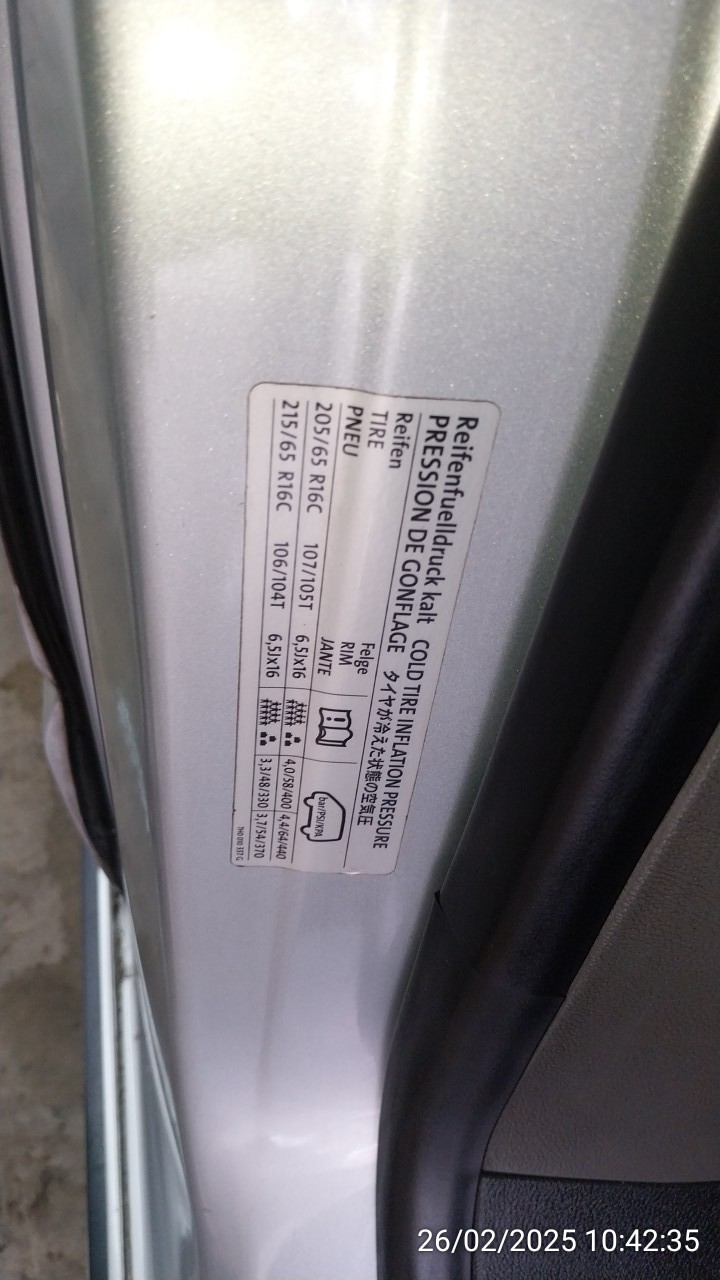 Reifenfuelldruck kalt COLD TIRE INFLATION PRESSURE
PRESSION DE GONFLAGE タイヤが冷えた状態の空気圧
Reifen Felge
TIRE RIM
PNEU JANTE
bar/PSI/KPA
205/65 R16C 107/105T 6,5Jx16 4,0/58/400 4,4/64/440
215/65 R16C 106/104T 6,5Jx16 3,3/48/330 3,7/54/370
26/02/2025 10:42:35